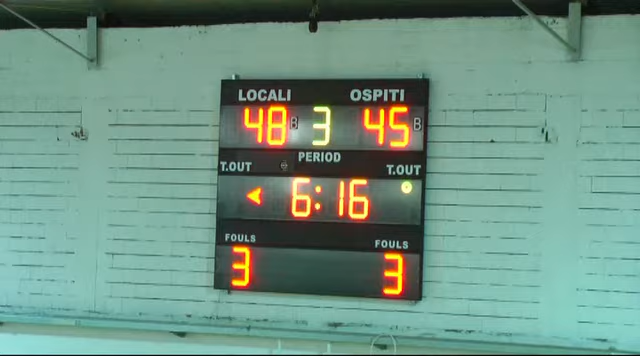 LOCALI OSPITI
48 B 3 45 B
PERIOD
T.OUT T.OUT
6:16
FOULS FOULS
3 3